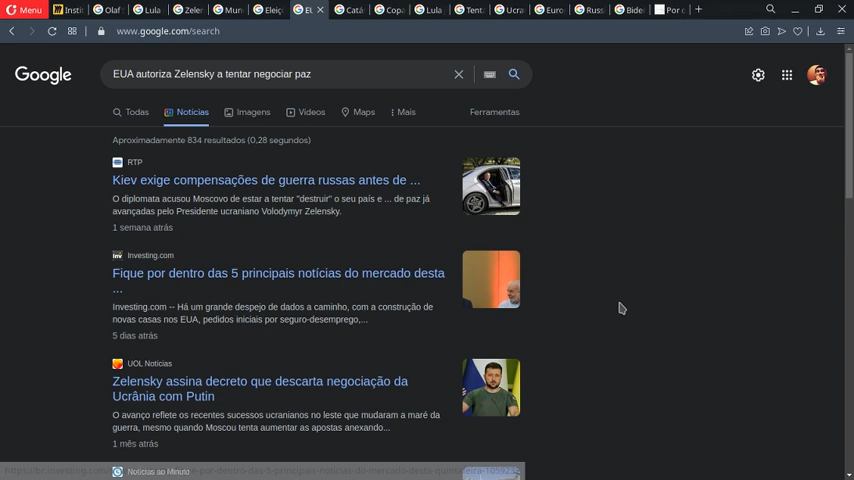 Menu
Instit
Olaf S
Lula
Zeler
Mun
Eleiç
EU
Catá
Copa
Lula
Tenta
Ucra
Euro
Russ
Bide
Por c
www.google.com/search
Google
EUA autoriza Zelensky a tentar negociar paz
Todas
Notícias
Imagens
Vídeos
Maps
Mais
Ferramentas
Aproximadamente 834 resultados (0,28 segundos)
RTP
Kiev exige compensações de guerra russas antes de ...
O diplomata acusou Moscovo de estar a tentar "destruir" o seu país e ... de paz já
avançadas pelo Presidente ucraniano Volodymyr Zelensky.
1 semana atrás
Inv Investing.com
Fique por dentro das 5 principais notícias do mercado desta
...
Investing.com -- Há um grande despejo de dados a caminho, com a construção de
novas casas nos EUA, pedidos iniciais por seguro-desemprego,...
5 dias atrás
UOL Notícias
Zelensky assina decreto que descarta negociação da
Ucrânia com Putin
O avanço reflete os recentes sucessos ucranianos no leste que mudaram a maré da
guerra, mesmo quando Moscou tenta aumentar as apostas anexando...
1 mês atrás
Notícias ao Minuto